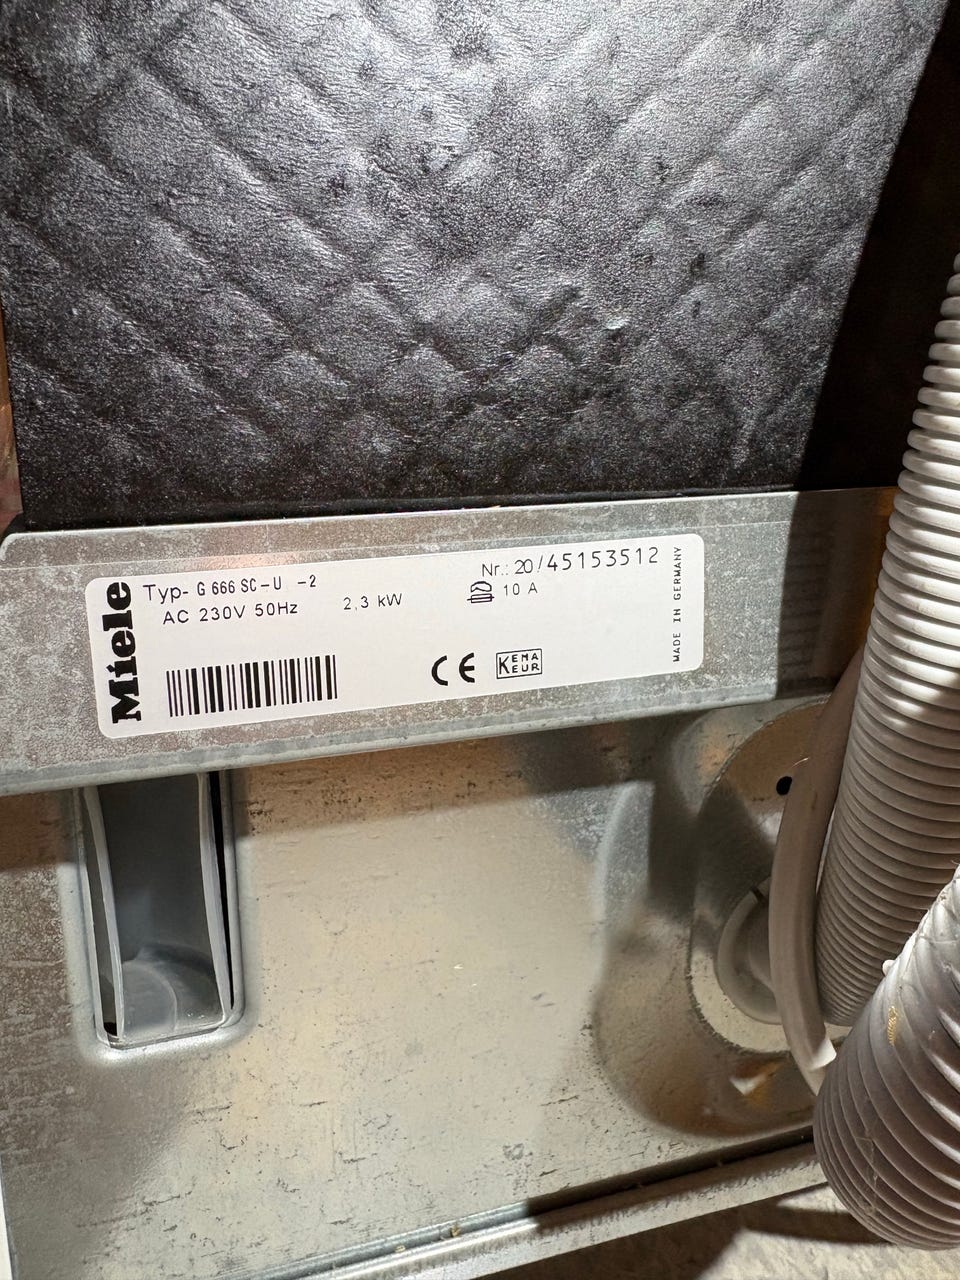 Miele
Typ- G 666 SC-U -2
Nr.: 20/45153512
AC 230V 50Hz
2,3 kW
10 A
CE
KEMA
KEUR
MADE IN GERMANY